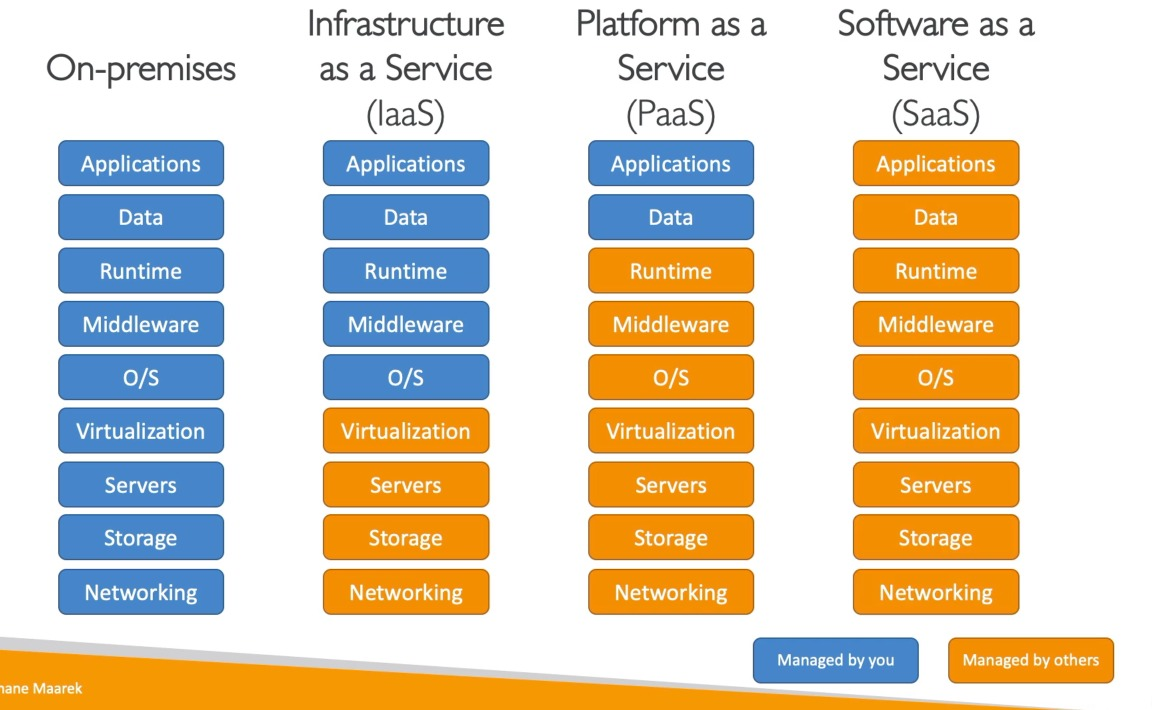 On-premises
Infrastructure
as a Service
(IaaS)
Platform as a
Service
(PaaS)
Software as a
Service
(SaaS)
Applications
Data
Runtime
Middleware
O/S
Virtualization
Servers
Storage
Networking
Applications
Data
Runtime
Middleware
O/S
Virtualization
Servers
Storage
Networking
Applications
Data
Runtime
Middleware
O/S
Virtualization
Servers
Storage
Networking
Applications
Data
Runtime
Middleware
O/S
Virtualization
Servers
Storage
Networking
Managed by you
Managed by others
Maarek